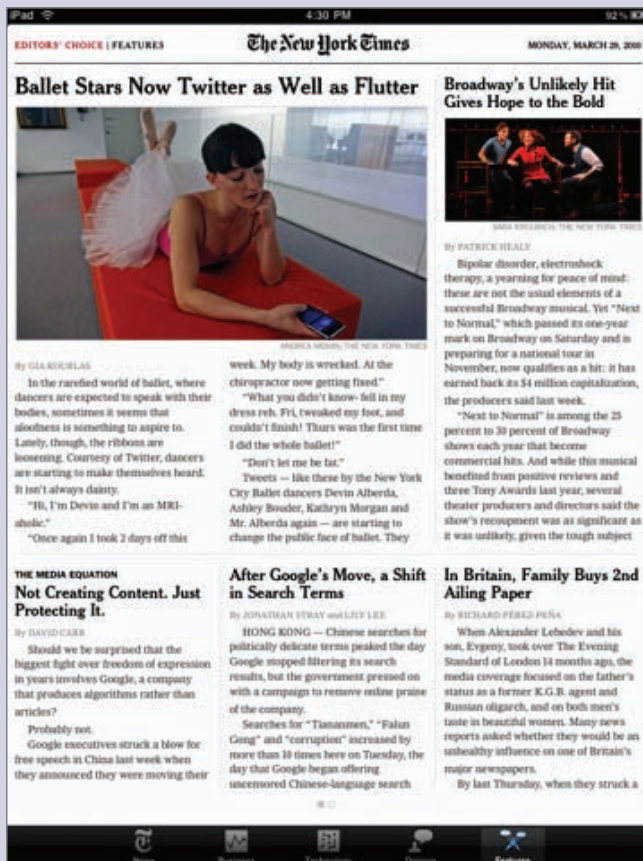 iPad
4:30 PM
92%
EDITORS' CHOICE | FEATURES
The New York Times
MONDAY, MARCH 29, 2010
Ballet Stars Now Twitter as Well as Flutter
ANDREA MOHIN/THE NEW YORK TIMES
By GIA KOURLAS
In the rarefied world of ballet, where
dancers are expected to speak with their
bodies, sometimes it seems that
aloofness is something to aspire to.
Lately, though, the ribbons are
loosening. Courtesy of Twitter, dancers
are starting to make themselves heard.
It isn't always dainty.
"Hi, I'm Devin and I'm an MRI-
aholic."
"Once again I took 2 days off this
week. My body is wrecked. At the
chiropractor now getting fixed."
"What you didn't know- fell in my
dress reh. Fri, tweaked my foot, and
couldn't finish! Thurs was the first time
I did the whole ballet!"
"Don't let me be fat."
Tweets — like these by the New York
City Ballet dancers Devin Alberda,
Ashley Bouder, Kathryn Morgan and
Mr. Alberda again — are starting to
change the public face of ballet. They
Broadway's Unlikely Hit
Gives Hope to the Bold
SARA KRULWICH/THE NEW YORK TIMES
By PATRICK HEALY
Bipolar disorder, electroshock
therapy, a yearning for peace of mind:
these are not the usual elements of a
successful Broadway musical. Yet "Next
to Normal," which passed its one-year
mark on Broadway on Saturday and is
preparing for a national tour in
November, now qualifies as a hit: it has
earned back its $4 million capitalization,
the producers said last week.
"Next to Normal" is among the 25
percent to 30 percent of Broadway
shows each year that become
commercial hits. And while this musical
benefited from positive reviews and
three Tony Awards last year, several
theater producers and directors said the
show's recoupment was as significant as
it was unlikely, given the tough subject
THE MEDIA EQUATION
Not Creating Content. Just
Protecting It.
By DAVID CARR
Should we be surprised that the
biggest fight over freedom of expression
in years involves Google, a company
that produces algorithms rather than
articles?
Probably not.
Google executives struck a blow for
free speech in China last week when
they announced they were moving their
After Google's Move, a Shift
in Search Terms
By JONATHAN STRAY and LILY LEE
HONG KONG — Chinese searches for
politically delicate terms peaked the day
Google stopped filtering its search
results, but the government pressed on
with a campaign to remove online praise
of the company.
Searches for "Tiananmen," "Falun
Gong" and "corruption" increased by
more than 10 times here on Tuesday, the
day that Google began offering
uncensored Chinese-language search
In Britain, Family Buys 2nd
Ailing Paper
By RICHARD PÉREZ-PEÑA
When Alexander Lebedev and his
son, Evgeny, took over The Evening
Standard of London 14 months ago, the
media coverage focused on the father's
status as a former K.G.B. agent and
Russian oligarch, and on both men's
taste in beautiful women. Many news
reports asked whether they would be an
unhealthy influence on one of Britain's
major newspapers.
By last Thursday, when they struck a